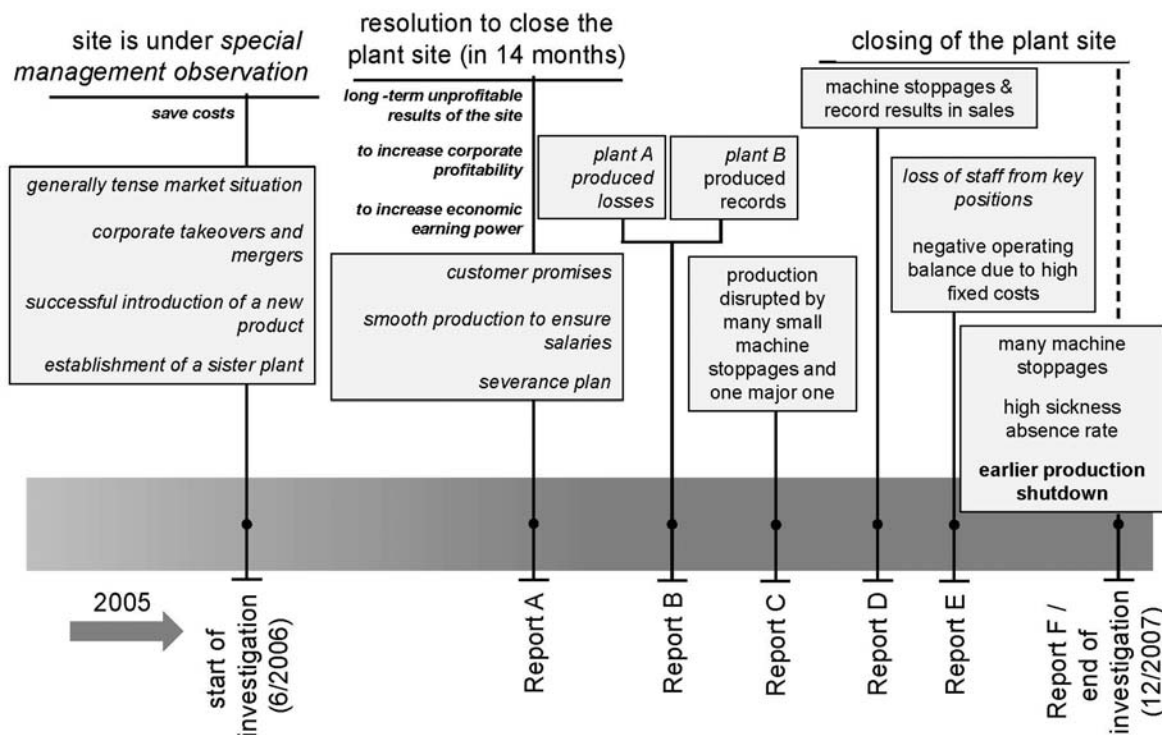 site is under special
management observation
save costs
generally tense market situation
corporate takeovers and
mergers
successful introduction of a new
product
establishment of a sister plant
resolution to close the
plant site (in 14 months)
long -term unprofitable
results of the site
to increase corporate
profitability
to increase economic
earning power
customer promises
smooth production to ensure
salaries
severance plan
plant A
produced
losses
plant B
produced
records
production
disrupted by
many small
machine
stoppages and
one major one
closing of the plant site
machine stoppages &
record results in sales
loss of staff from key
positions
negative operating
balance due to high
fixed costs
many machine
stoppages
high sickness
absence rate
earlier production
shutdown
2005
start of
investigation
(6/2006)
Report A
Report B
Report C
Report D
Report E
Report F /
end of
investigation
(12/2007)